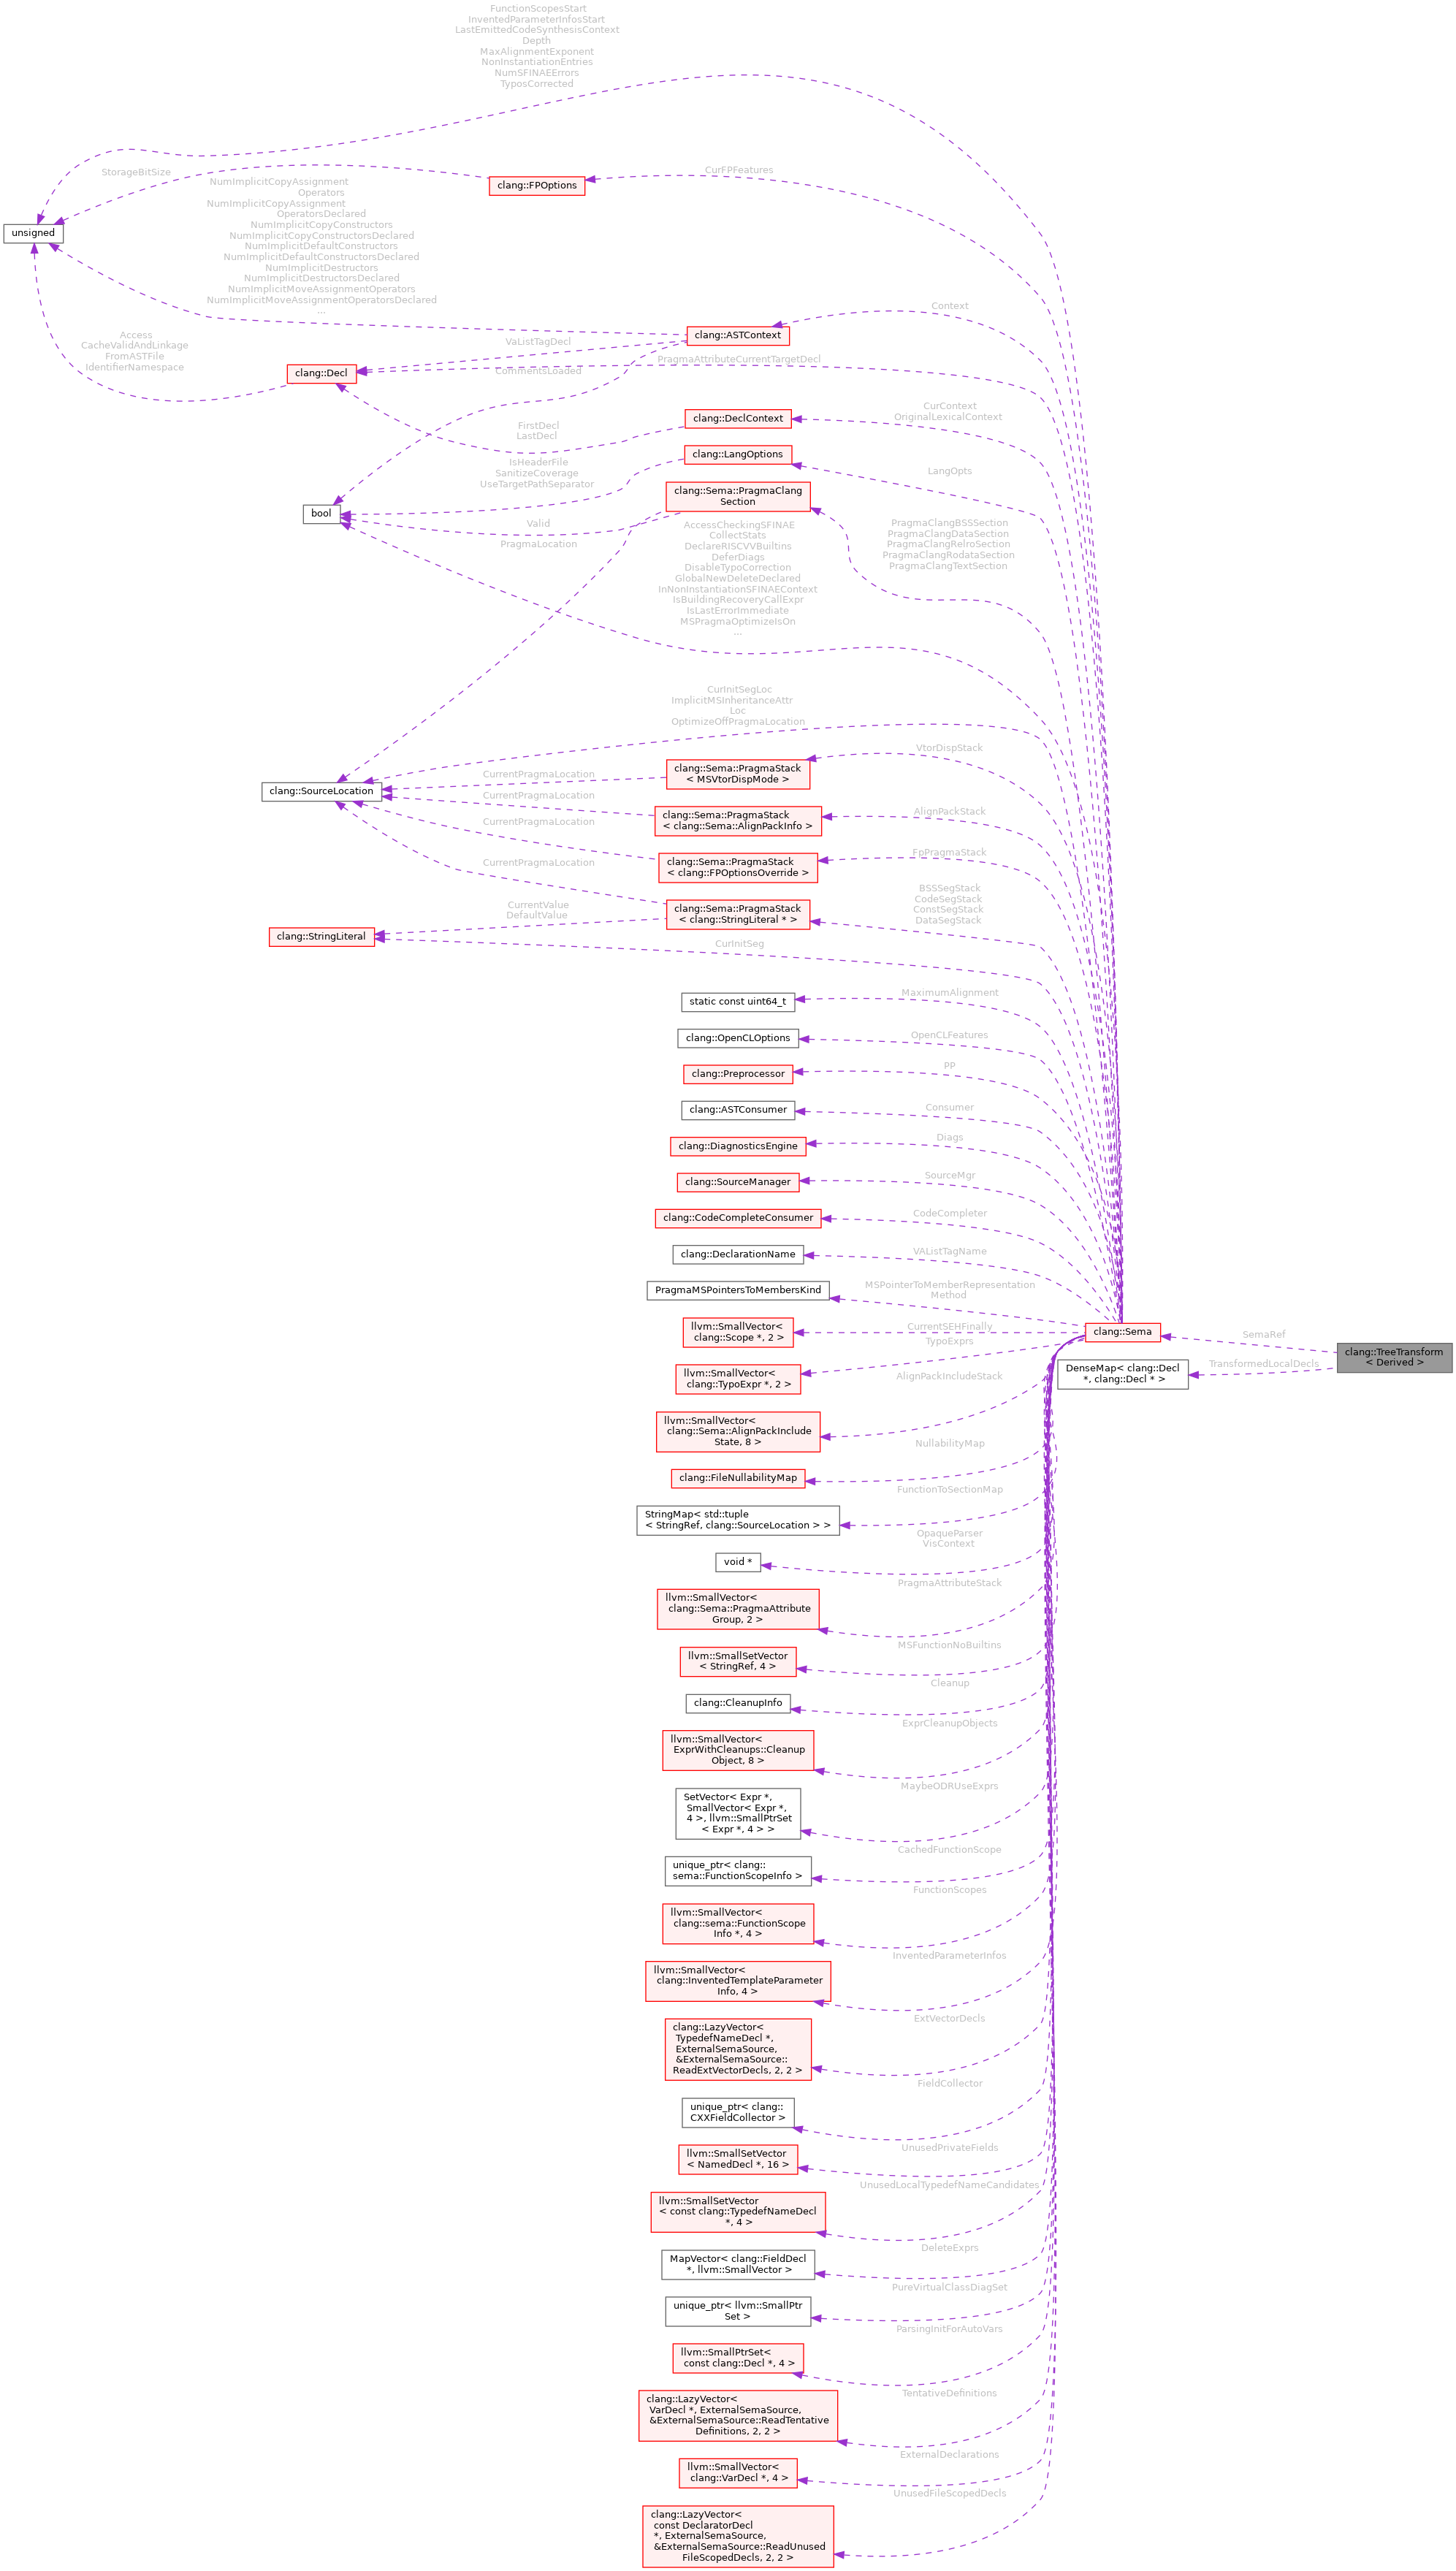 FunctionScopesStart
InventedParameterInfosStart
LastEmittedCodeSynthesisContext
Depth
MaxAlignmentExponent
NonInstantiationEntries
NumSFINAEErrors
TyposCorrected
StorageBitSize
clang::FPOptions
CurFPFeatures
NumImplicitCopyAssignment
Operators
NumImplicitCopyAssignment
OperatorsDeclared
NumImplicitCopyConstructors
NumImplicitCopyConstructorsDeclared
NumImplicitDefaultConstructors
NumImplicitDefaultConstructorsDeclared
NumImplicitDestructors
NumImplicitDestructorsDeclared
NumImplicitMoveAssignmentOperators
NumImplicitMoveAssignmentOperatorsDeclared
...
unsigned
Context
clang::ASTContext
Access
CacheValidAndLinkage
FromASTFile
IdentifierNamespace
VaListTagDecl
PragmaAttributeCurrentTargetDecl
clang::Decl
CommentsLoaded
CurContext
OriginalLexicalContext
clang::DeclContext
FirstDecl
LastDecl
clang::LangOptions
LangOpts
IsHeaderFile
SanitizeCoverage
UseTargetPathSeparator
clang::Sema::PragmaClang
Section
bool
Valid
PragmaLocation
PragmaClangBSSSection
PragmaClangDataSection
PragmaClangRelroSection
PragmaClangRodataSection
PragmaClangTextSection
AccessCheckingSFINAE
CollectStats
DeclareRISCVVBuiltins
DeferDiags
DisableTypoCorrection
GlobalNewDeleteDeclared
InNonInstantiationSFINAEContext
IsBuildingRecoveryCallExpr
IsLastErrorImmediate
MSPragmaOptimizeIsOn
...
CurInitSegLoc
ImplicitMSInheritanceAttr
Loc
OptimizeOffPragmaLocation
VtorDispStack
clang::Sema::PragmaStack
< MSVtorDispMode >
CurrentPragmaLocation
clang::SourceLocation
CurrentPragmaLocation
clang::Sema::PragmaStack
< clang::Sema::AlignPackInfo >
AlignPackStack
CurrentPragmaLocation
FpPragmaStack
clang::Sema::PragmaStack
< clang::FPOptionsOverride >
CurrentPragmaLocation
BSSSegStack
CodeSegStack
ConstSegStack
DataSegStack
clang::Sema::PragmaStack
< clang::StringLiteral * >
CurrentValue
DefaultValue
clang::StringLiteral
CurInitSeg
static const uint64_t
MaximumAlignment
clang::OpenCLOptions
OpenCLFeatures
clang::Preprocessor
PP
clang::ASTConsumer
Consumer
clang::DiagnosticsEngine
Diags
clang::SourceManager
SourceMgr
clang::CodeCompleteConsumer
CodeCompleter
clang::DeclarationName
VAListTagName
PragmaMSPointersToMembersKind
MSPointerToMemberRepresentation
Method
llvm::SmallVector<
clang::Scope *, 2 >
CurrentSEHFinally
clang::Sema
SemaRef
clang::TreeTransform
< Derived >
TypoExprs
llvm::SmallVector<
clang::TypoExpr *, 2 >
AlignPackIncludeStack
DenseMap< clang::Decl
*, clang::Decl * >
TransformedLocalDecls
llvm::SmallVector<
clang::Sema::AlignPackInclude
State, 8 >
NullabilityMap
clang::FileNullabilityMap
FunctionToSectionMap
StringMap< std::tuple
< StringRef, clang::SourceLocation > >
OpaqueParser
VisContext
void *
PragmaAttributeStack
llvm::SmallVector<
clang::Sema::PragmaAttribute
Group, 2 >
MSFunctionNoBuiltins
llvm::SmallSetVector
< StringRef, 4 >
Cleanup
clang::CleanupInfo
ExprCleanupObjects
llvm::SmallVector<
ExprWithCleanups::Cleanup
Object, 8 >
MaybeODRUseExprs
SetVector< Expr *,
SmallVector< Expr *,
4 >, llvm::SmallPtrSet
< Expr *, 4 > >
CachedFunctionScope
unique_ptr< clang::
sema::FunctionScopeInfo >
FunctionScopes
llvm::SmallVector<
clang::sema::FunctionScope
Info *, 4 >
InventedParameterInfos
llvm::SmallVector<
clang::InventedTemplateParameter
Info, 4 >
ExtVectorDecls
clang::LazyVector<
TypedefNameDecl *,
ExternalSemaSource,
&ExternalSemaSource::
ReadExtVectorDecls, 2, 2 >
FieldCollector
unique_ptr< clang::
CXXFieldCollector >
UnusedPrivateFields
llvm::SmallSetVector
< NamedDecl *, 16 >
UnusedLocalTypedefNameCandidates
llvm::SmallSetVector
< const clang::TypedefNameDecl
*, 4 >
DeleteExprs
MapVector< clang::FieldDecl
*, llvm::SmallVector >
PureVirtualClassDiagSet
unique_ptr< llvm::SmallPtr
Set >
ParsingInitForAutoVars
llvm::SmallPtrSet<
const clang::Decl *, 4 >
TentativeDefinitions
clang::LazyVector<
VarDecl *, ExternalSemaSource,
&ExternalSemaSource::ReadTentative
Definitions, 2, 2 >
ExternalDeclarations
llvm::SmallVector<
clang::VarDecl *, 4 >
UnusedFileScopedDecls
clang::LazyVector<
const DeclaratorDecl
*, ExternalSemaSource,
&ExternalSemaSource::ReadUnused
FileScopedDecls, 2, 2 >